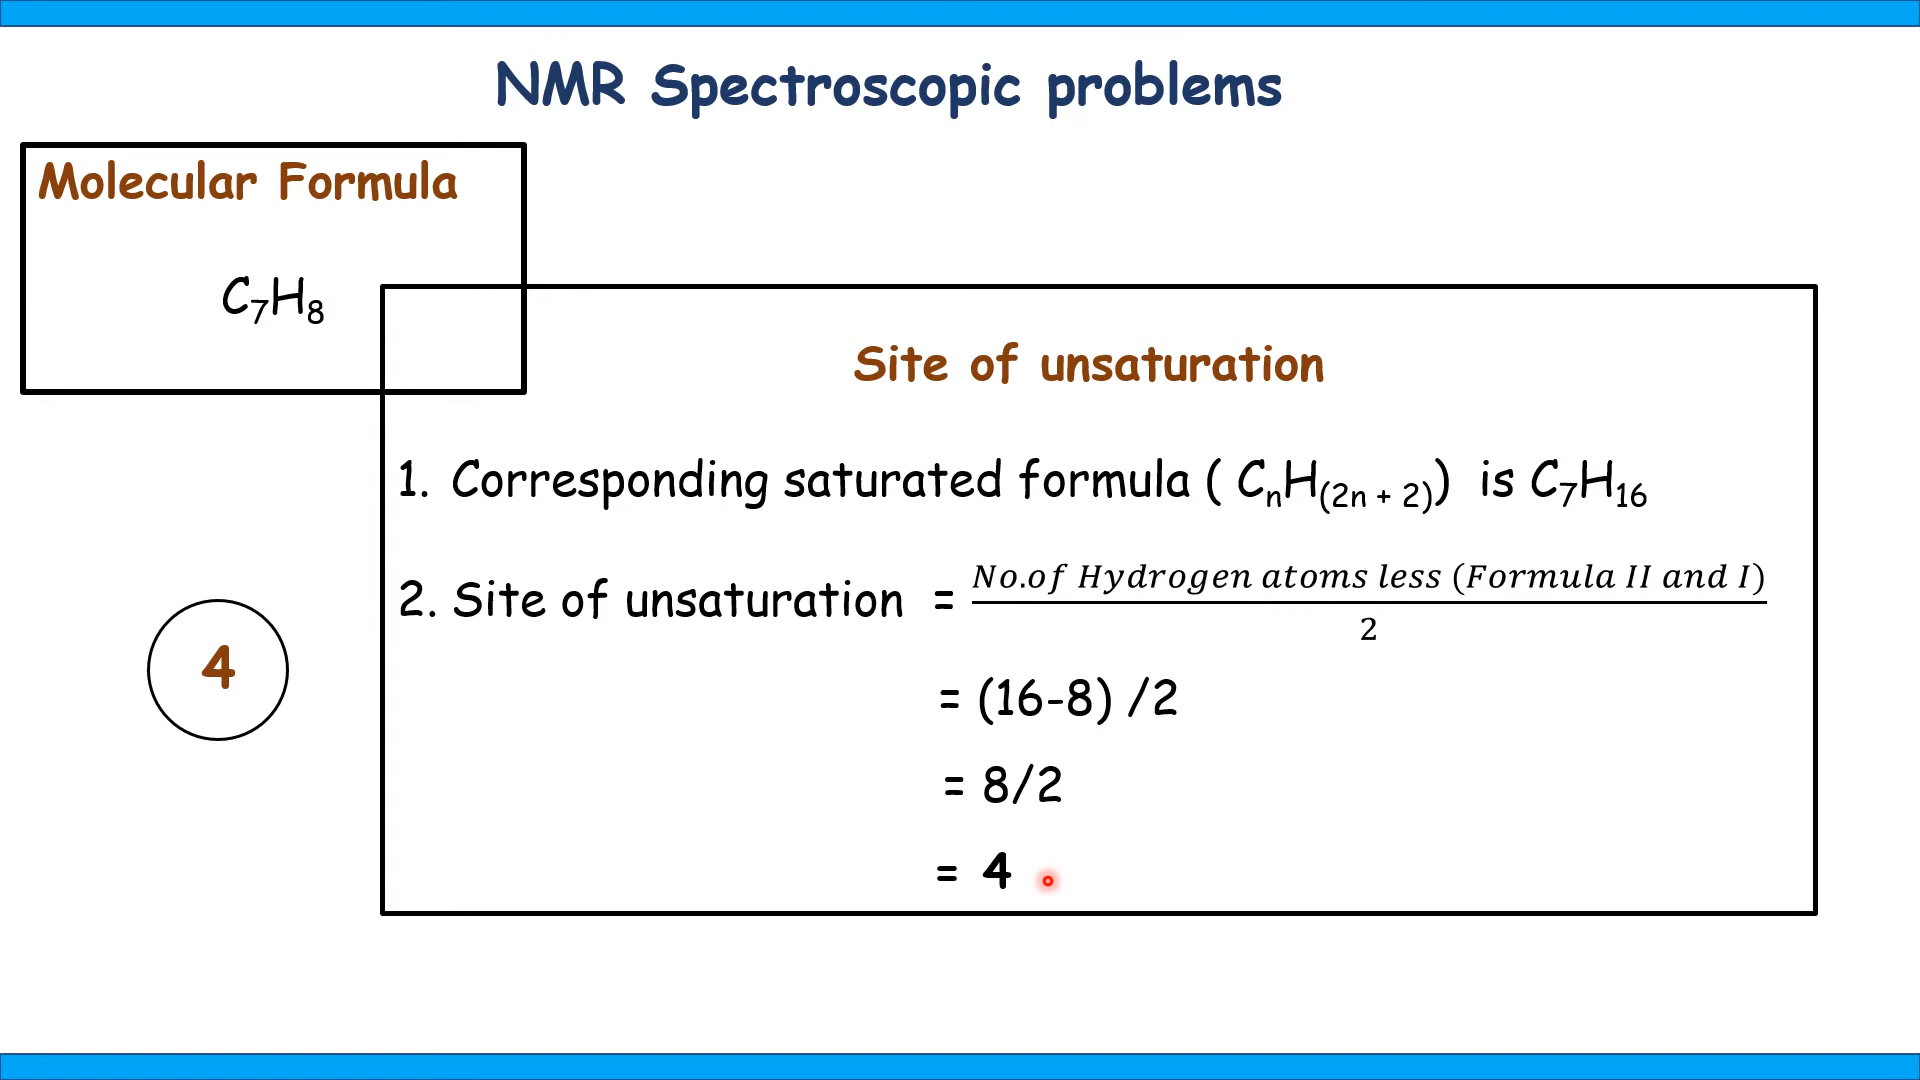 NMR Spectroscopic problems
Molecular Formula
C₇H₈
Site of unsaturation
1. Corresponding saturated formula ( CₙH₍₂ₙ ₊ ₂₎) is C₇H₁₆
2. Site of unsaturation = No.of Hydrogen atoms less (Formula II and I)
2
= (16-8) /2
= 8/2
= 4
4